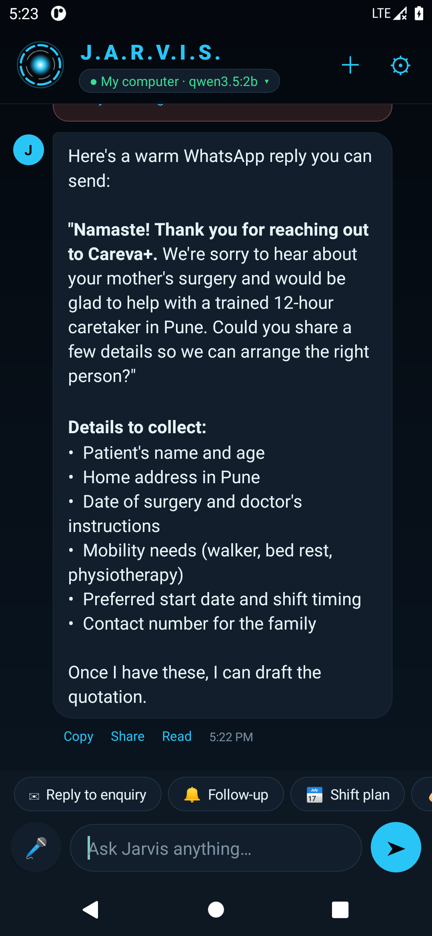 5:23
LTE
J.A.R.V.I.S.
My computer · qwen3.5:2b ▾
J
Here's a warm WhatsApp reply you can
send:
"Namaste! Thank you for reaching out
to Careva+. We're sorry to hear about
your mother's surgery and would be
glad to help with a trained 12-hour
caretaker in Pune. Could you share a
few details so we can arrange the right
person?"
Details to collect:
• Patient's name and age
• Home address in Pune
• Date of surgery and doctor's
instructions
• Mobility needs (walker, bed rest,
physiotherapy)
• Preferred start date and shift timing
• Contact number for the family
Once I have these, I can draft the
quotation.
Copy Share Read 5:22 PM
Reply to enquiry Follow-up Shift plan
Ask Jarvis anything…